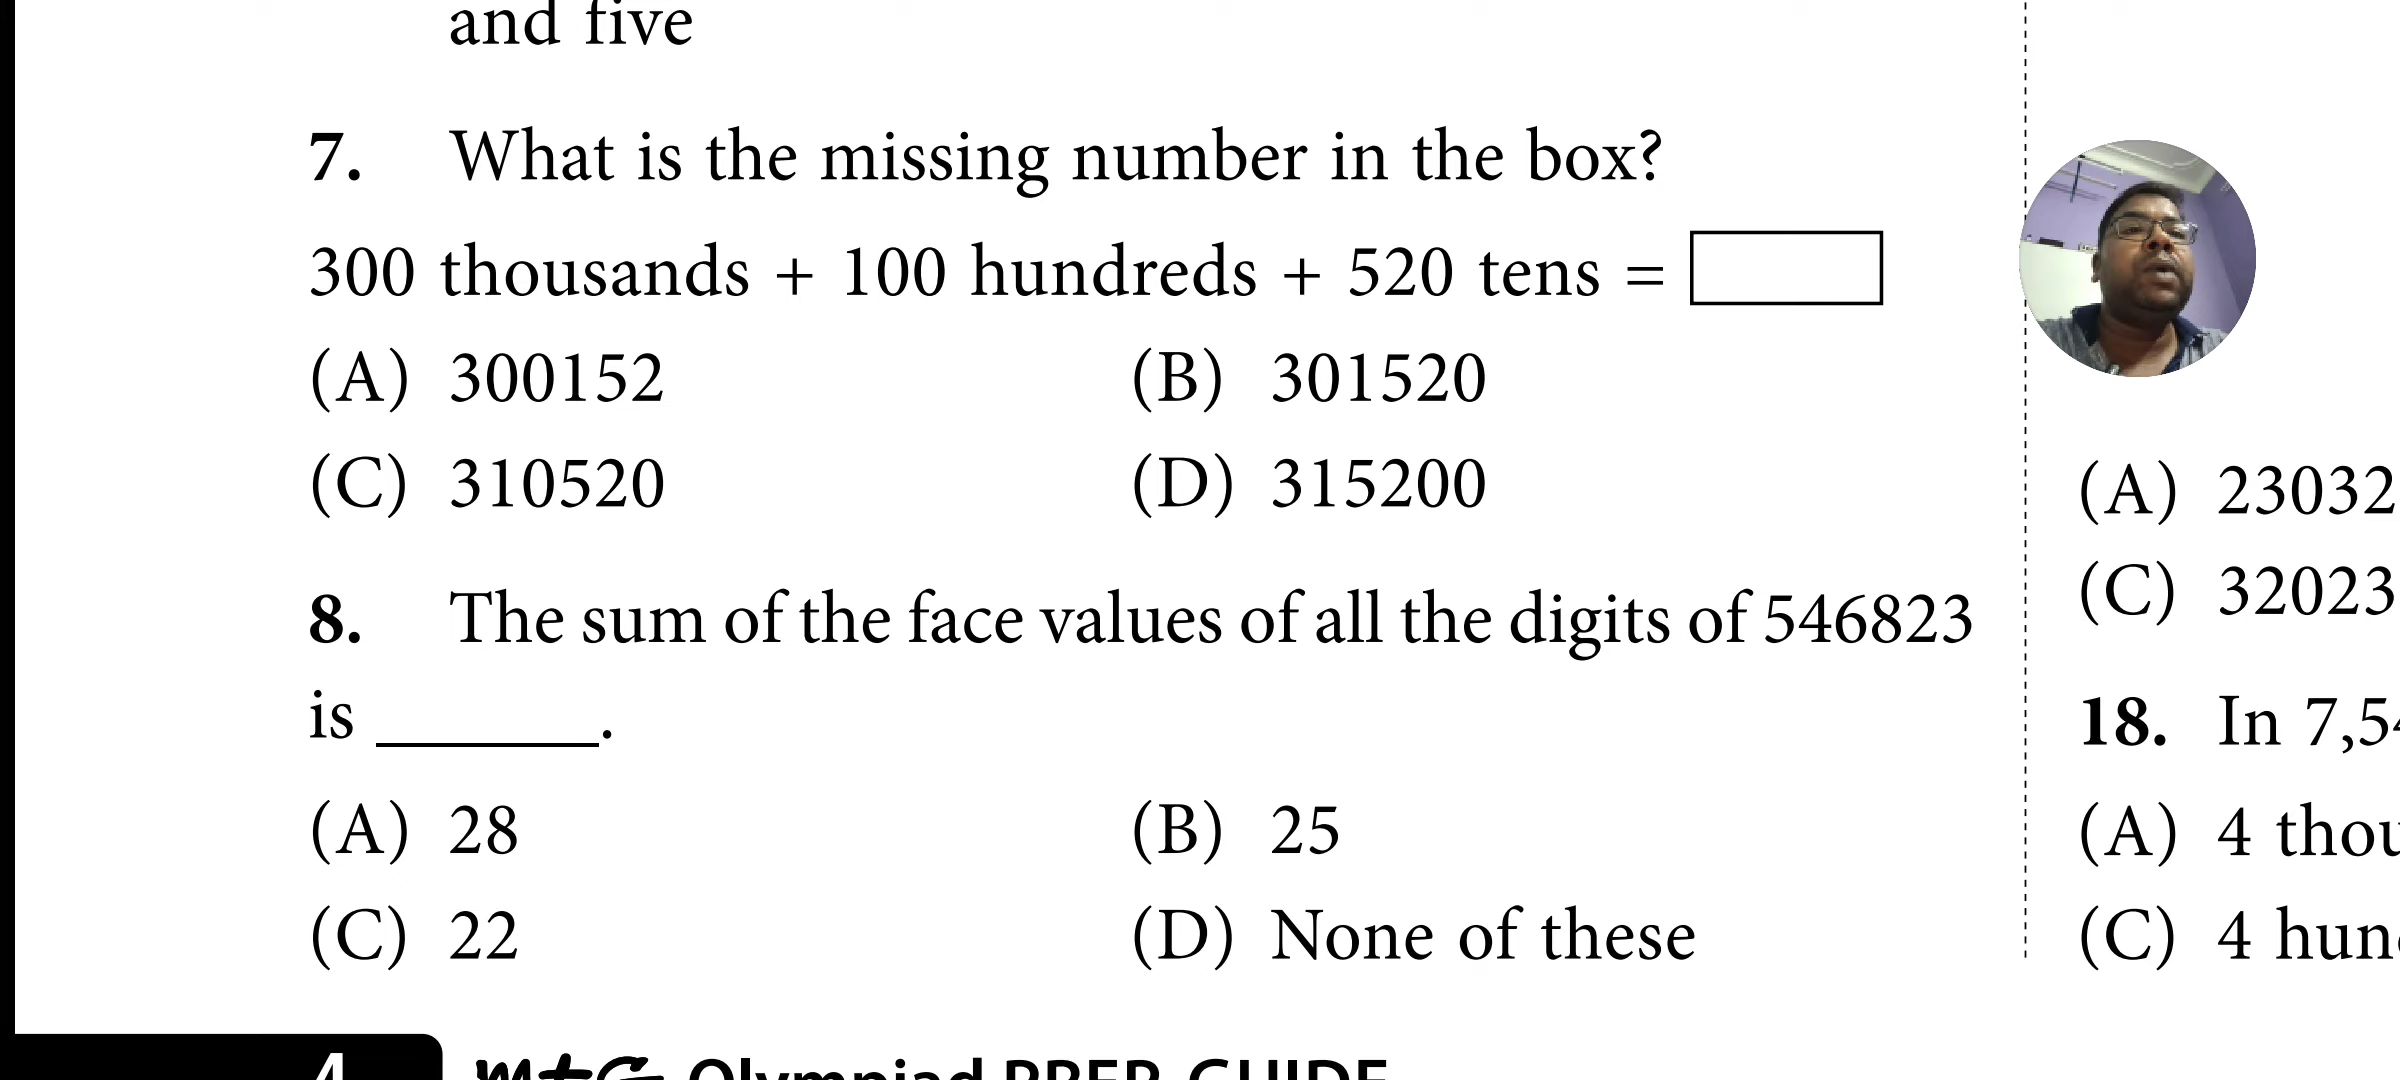 and five
7. What is the missing number in the box?
300 thousands + 100 hundreds + 520 tens =
(A) 300152 (B) 301520
(C) 310520 (D) 315200
8. The sum of the face values of all the digits of 546823
is ______.
(A) 28 (B) 25
(C) 22 (D) None of these
4 mtG Olympiad PREP-GUIDE
(A) 23032
(C) 32023
18. In 7,54
(A) 4 thou
(C) 4 hun